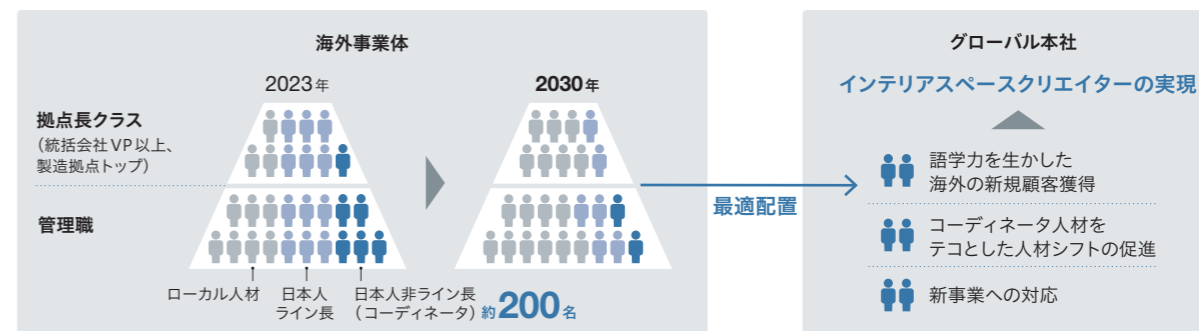 海外事業体
2023年
2030年
拠点長クラス
（統括会社VP以上、
製造拠点トップ）
管理職
ローカル人材
日本人
ライン長
日本人非ライン長
（コーディネータ）
約200名
最適配置
グローバル本社
インテリアスペースクリエイターの実現
語学力を生かした
海外の新規顧客獲得
コーディネータ人材を
テコとした人材シフトの促進
新事業への対応